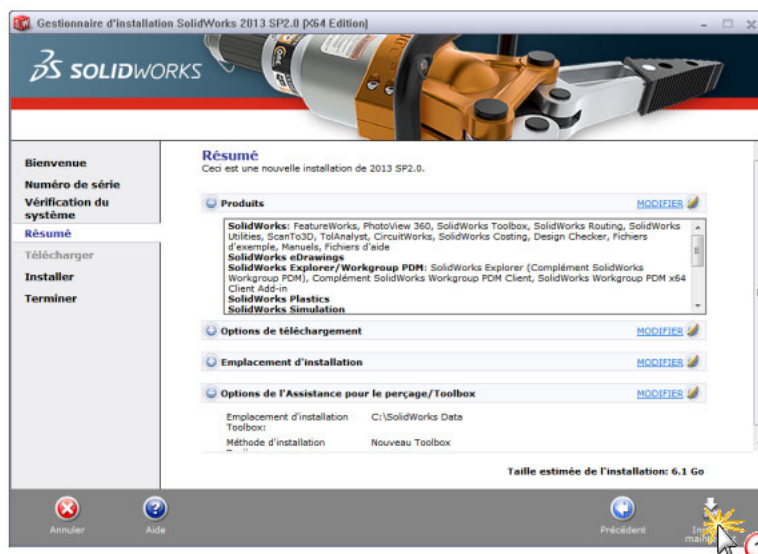 Gestionnaire d'installation SolidWorks 2013 SP2.0 [X64 Edition]
SOLIDWORKS
Bienvenue
Numéro de série
Vérification du
système
Résumé
Télécharger
Installer
Terminer
Résumé
Ceci est une nouvelle installation de 2013 SP2.0.
Produits MODIFIER
SolidWorks: FeatureWorks, PhotoView 360, SolidWorks Toolbox, SolidWorks Routing, SolidWorks
Utilities, ScanTo3D, TolAnalyst, CircuitWorks, SolidWorks Costing, Design Checker, Fichiers
d'exemple, Manuels, Fichiers d'aide
SolidWorks eDrawings
SolidWorks Explorer/Workgroup PDM: SolidWorks Explorer (Complément SolidWorks
Workgroup PDM), Complément SolidWorks Workgroup PDM Client, SolidWorks Workgroup PDM x64
Client Add-in
SolidWorks Plastics
SolidWorks Simulation
Options de téléchargement MODIFIER
Emplacement d'installation MODIFIER
Options de l'Assistance pour le perçage/Toolbox MODIFIER
Emplacement d'installation C:\SolidWorks Data
Toolbox:
Méthode d'installation Nouveau Toolbox
Taille estimée de l'installation: 6.1 Go
Annuler
Aide
Précédent